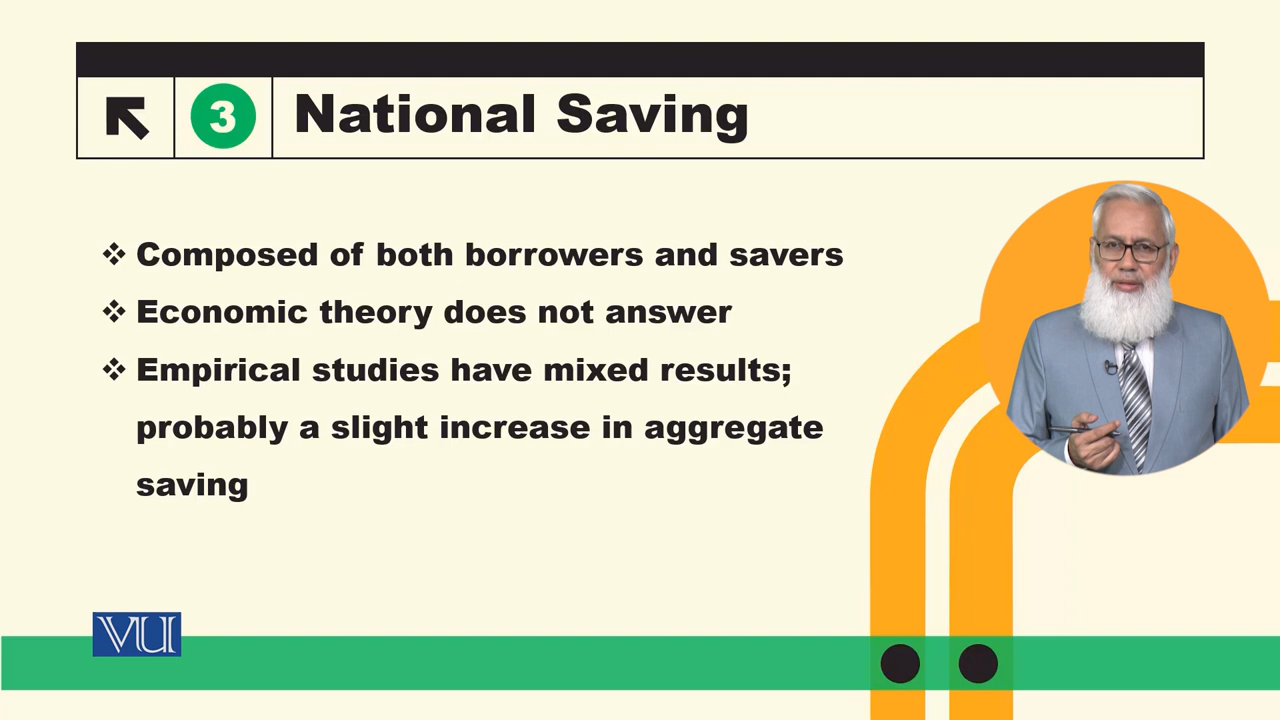 3 National Saving
❖ Composed of both borrowers and savers
❖ Economic theory does not answer
❖ Empirical studies have mixed results;
probably a slight increase in aggregate
saving
VU